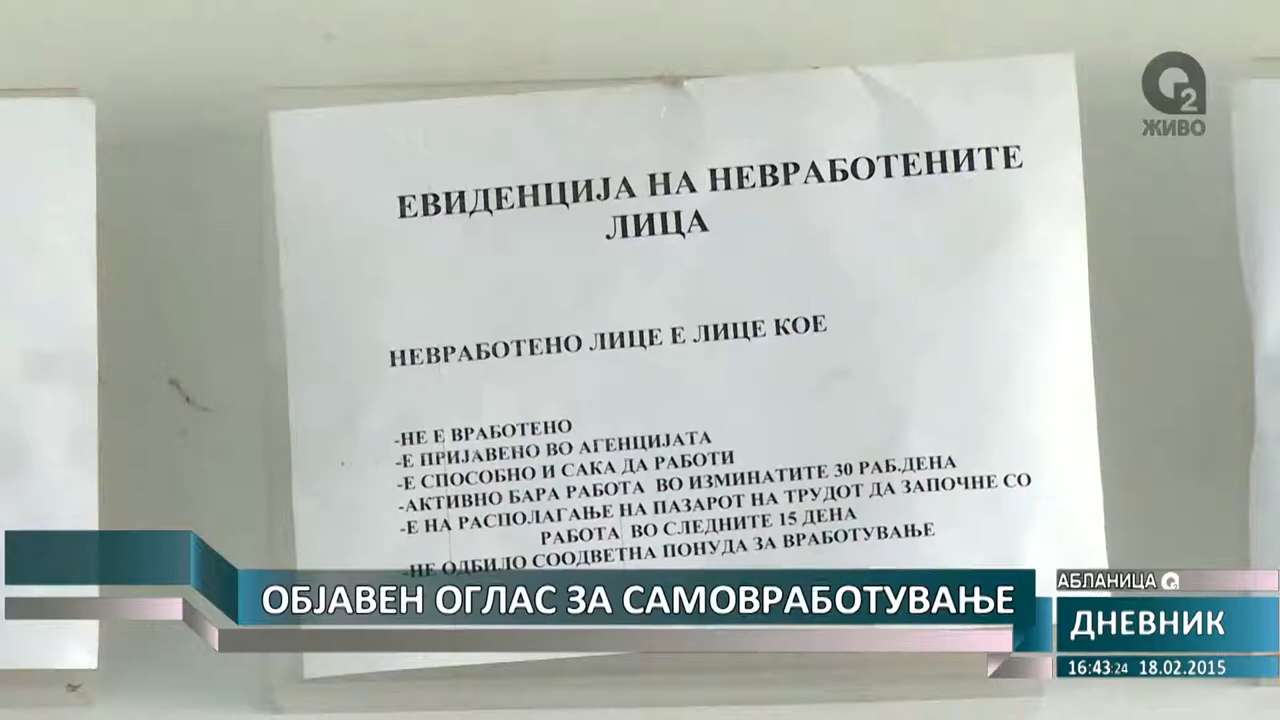 2
ЖИВО
ЕВИДЕНЦИЈА НА НЕВРАБОТЕНИТЕ
ЛИЦА
НЕВРАБОТЕНО ЛИЦЕ Е ЛИЦЕ КОЕ
-НЕ Е ВРАБОТЕНО
-Е ПРИЈАВЕНО ВО АГЕНЦИЈАТА
-Е СПОСОБНО И САКА ДА РАБОТИ
-АКТИВНО БАРА РАБОТА ВО ИЗМИНАТИТЕ 30 РАБ.ДЕНА
-Е НА РАСПОЛАГАЊЕ НА ПАЗАРОТ НА ТРУДОТ ДА ЗАПОЧНЕ СО
РАБОТА ВО СЛЕДНИТЕ 15 ДЕНА
-НЕ ОДБИЛО СООДВЕТНА ПОНУДА ЗА ВРАБОТУВАЊЕ
ОБЈАВЕН ОГЛАС ЗА САМОВРАБОТУВАЊЕ
АБЛАНИЦА
ДНЕВНИК
16:43:24 18.02.2015